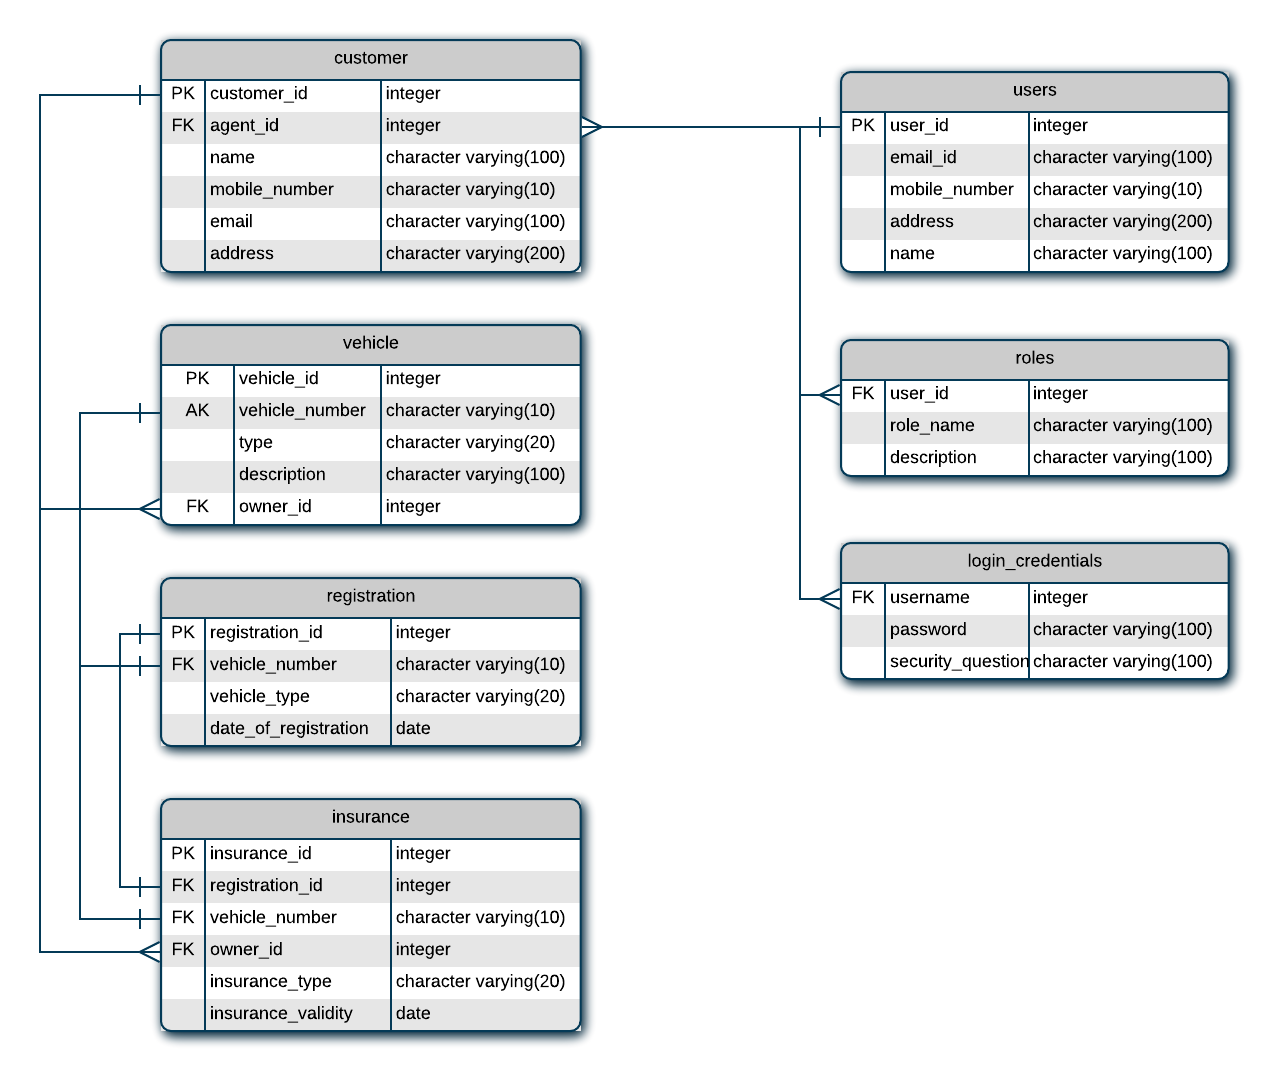 customer
PK customer_id integer
FK agent_id integer
name character varying(100)
mobile_number character varying(10)
email character varying(100)
address character varying(200)
users
PK user_id integer
email_id character varying(100)
mobile_number character varying(10)
address character varying(200)
name character varying(100)
vehicle
PK vehicle_id integer
AK vehicle_number character varying(10)
type character varying(20)
description character varying(100)
FK owner_id integer
roles
FK user_id integer
role_name character varying(100)
description character varying(100)
registration
PK registration_id integer
FK vehicle_number character varying(10)
vehicle_type character varying(20)
date_of_registration date
login_credentials
FK username integer
password character varying(100)
security_question character varying(100)
insurance
PK insurance_id integer
FK registration_id integer
FK vehicle_number character varying(10)
FK owner_id integer
insurance_type character varying(20)
insurance_validity date